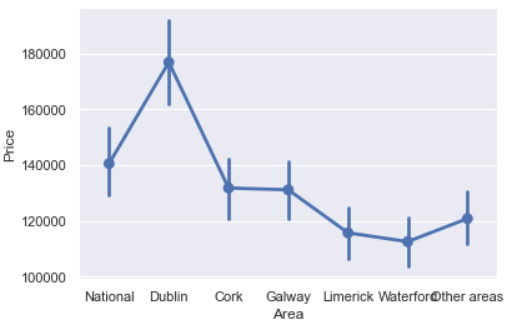 180000
160000
140000
120000
100000
Price
National Dublin Cork Galway Limerick Waterford Other areas
Area